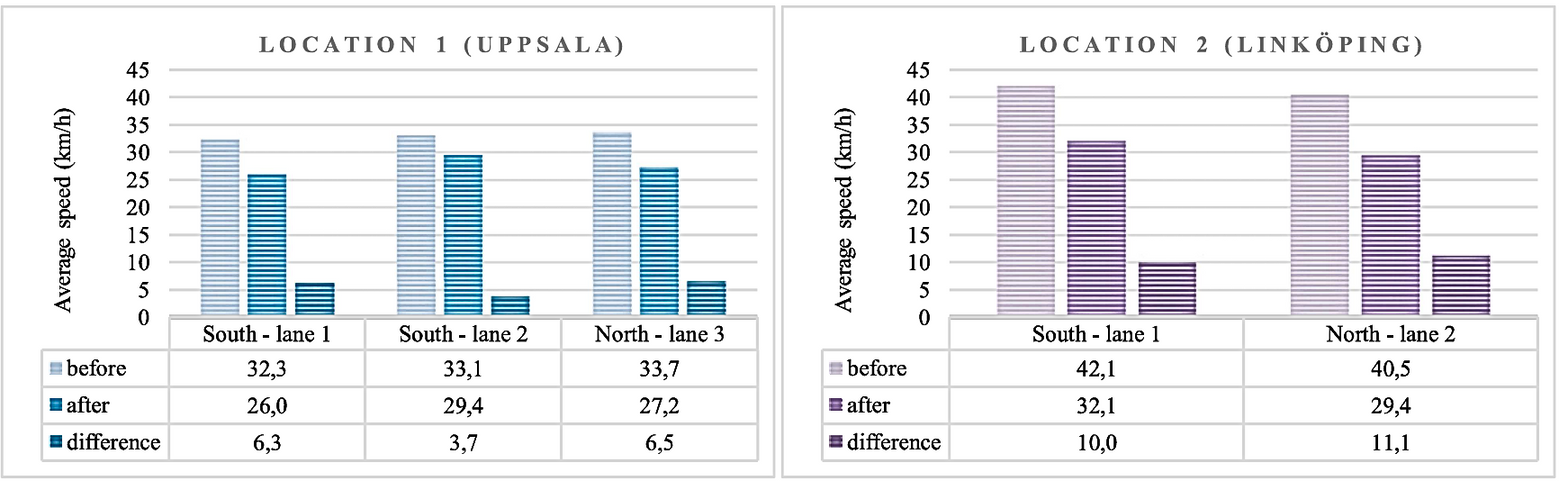 LOCATION 1 (UPPSALA)
Average speed (km/h)
45
40
35
30
25
20
15
10
5
0
South - lane 1 South - lane 2 North - lane 3
before 32,3 33,1 33,7
after 26,0 29,4 27,2
difference 6,3 3,7 6,5
LOCATION 2 (LINKÖPING)
Average speed (km/h)
45
40
35
30
25
20
15
10
5
0
South - lane 1 North - lane 2
before 42,1 40,5
after 32,1 29,4
difference 10,0 11,1